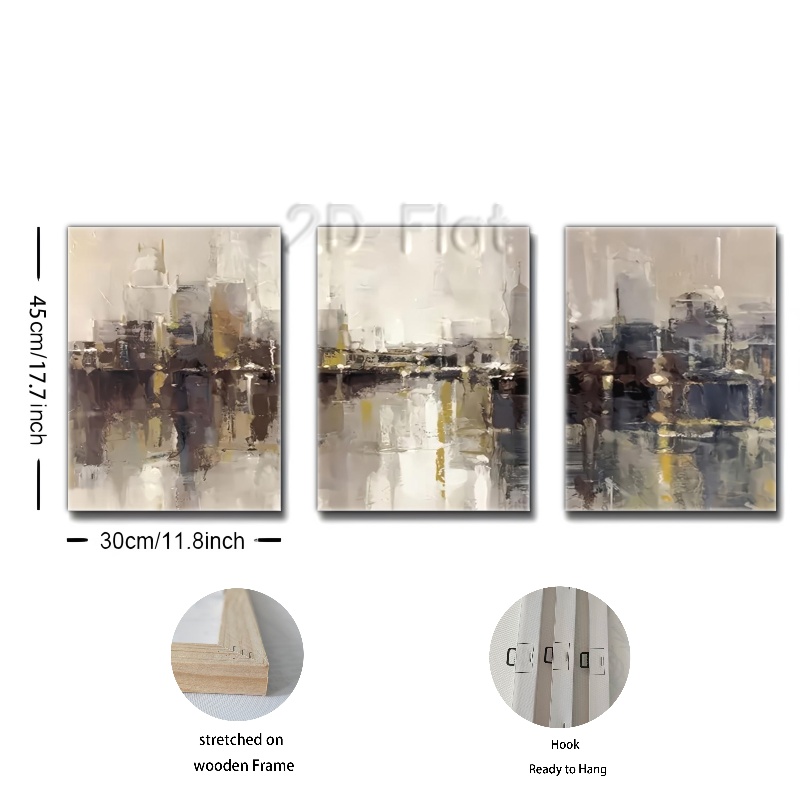 2D Flat
45cm/17.7inch
30cm/11.8inch
stretched on
wooden Frame
Hook
Ready to Hang